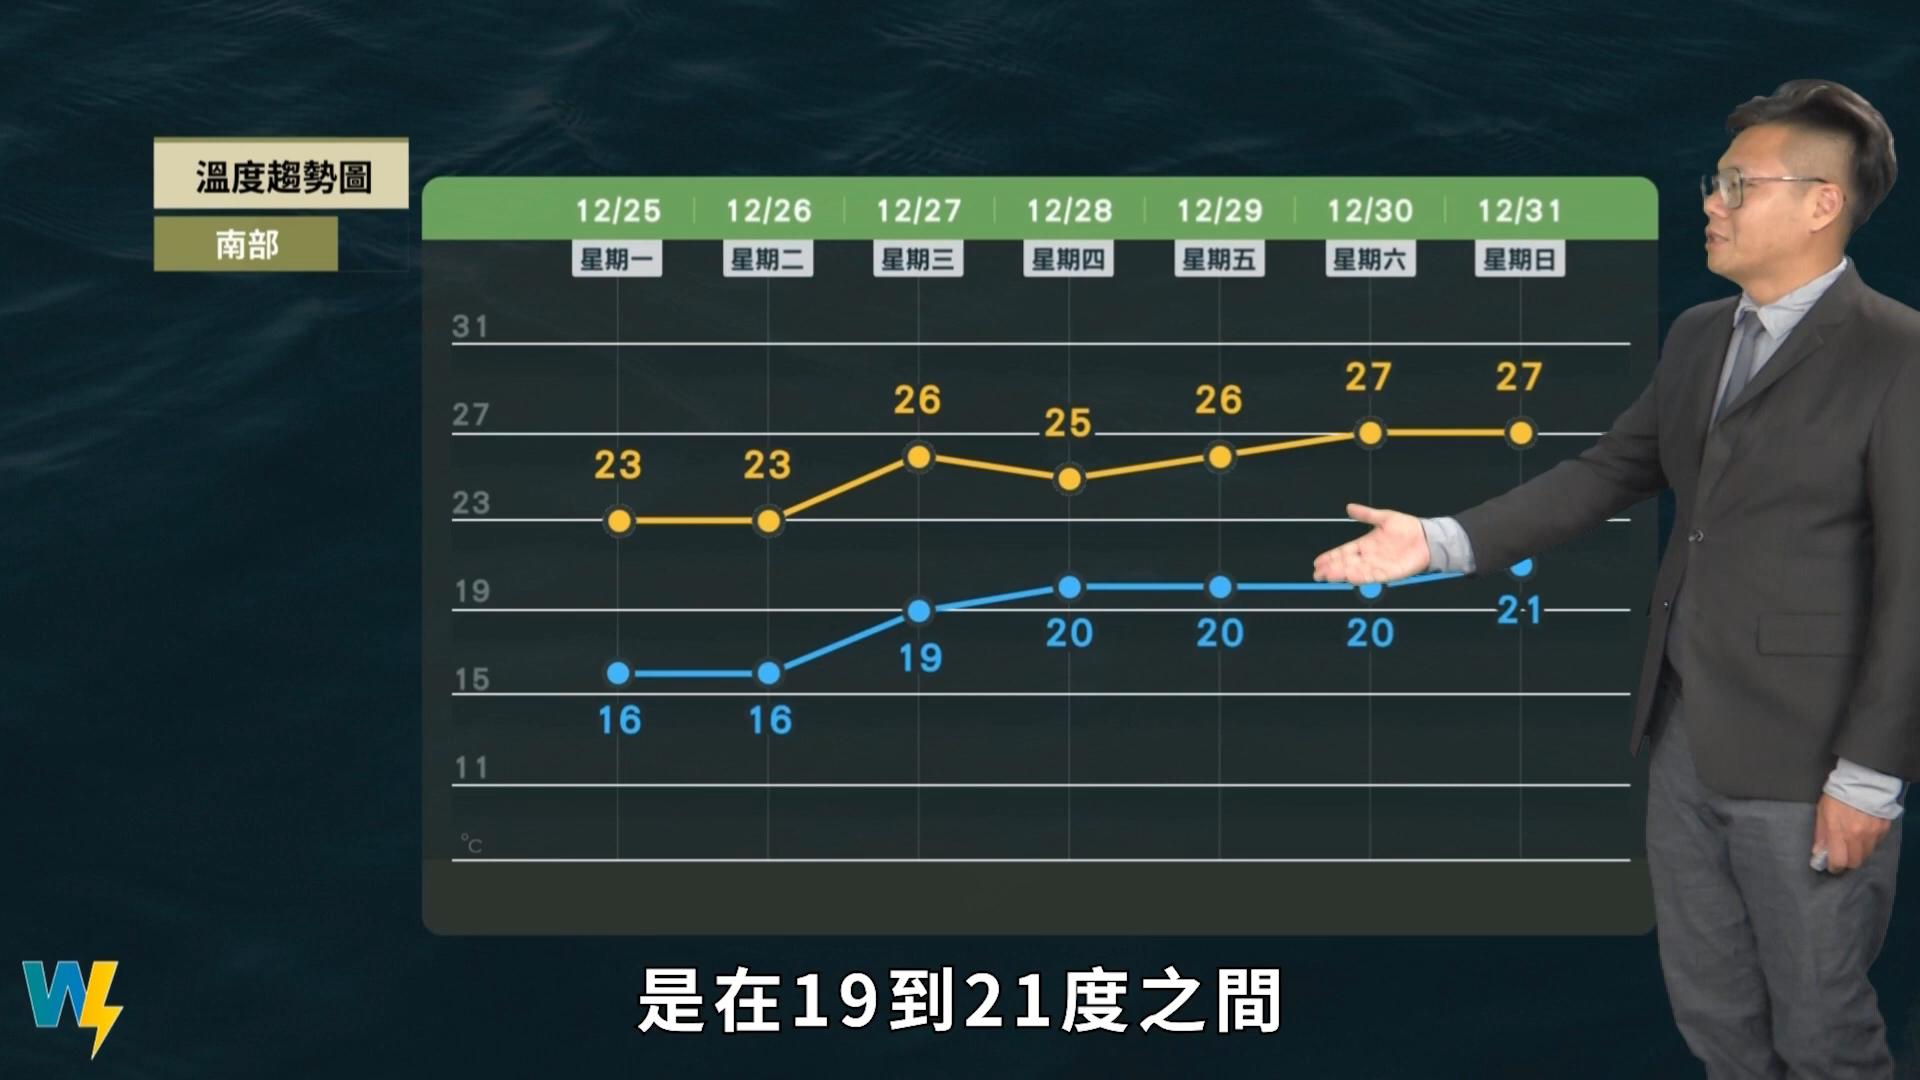 溫度趨勢圖
南部
12/25 12/26 12/27 12/28 12/29 12/30 12/31
星期一 星期二 星期三 星期四 星期五 星期六 星期日
31
27
23
19
15
11
°C
23 23 26 25 26 27 27
16 16 19 20 20 20 21
是在19到21度之間
W